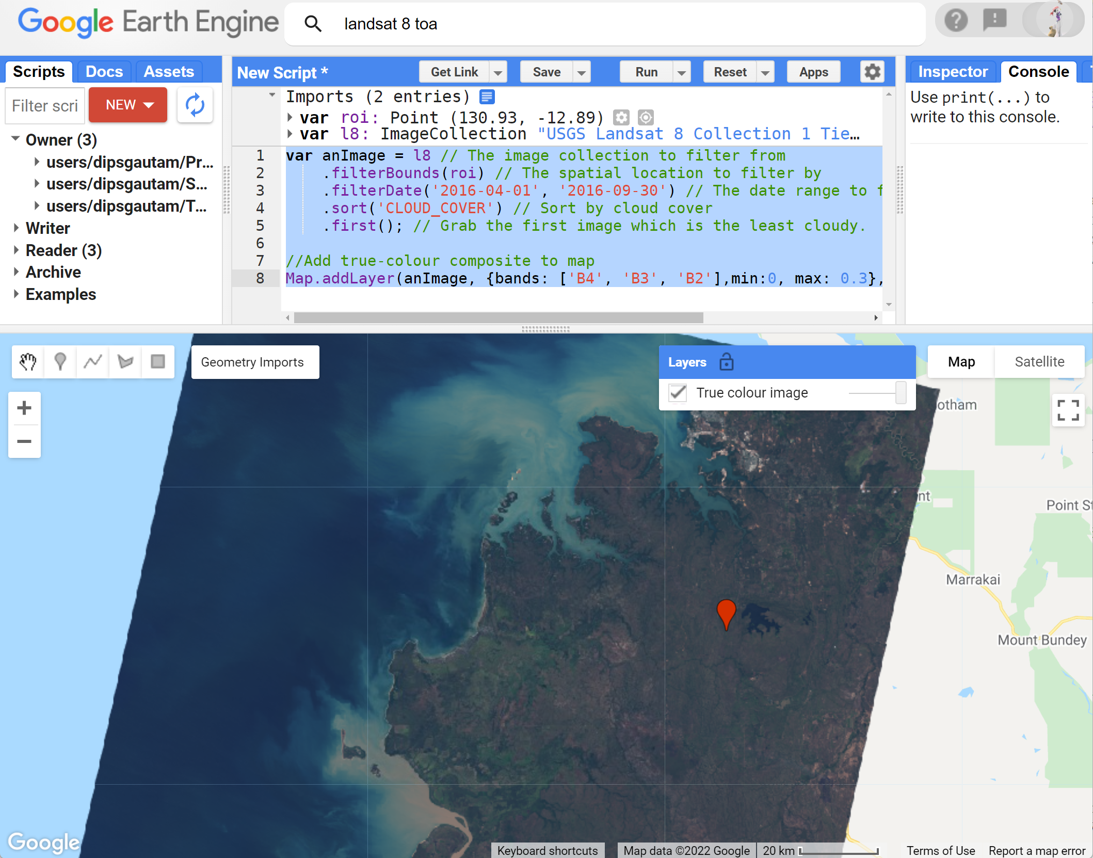 Google Earth Engine
landsat 8 toa
Scripts Docs Assets
Filter scri
NEW
Owner (3)
users/dipsgautam/Pr...
users/dipsgautam/S...
users/dipsgautam/T...
Writer
Reader (3)
Archive
Examples
New Script *
Get Link Save Run Reset Apps
Imports (2 entries)
var roi: Point (130.93, -12.89)
var l8: ImageCollection "USGS Landsat 8 Collection 1 Tie…
1 var anImage = l8 // The image collection to filter from
2 .filterBounds(roi) // The spatial location to filter by
3 .filterDate('2016-04-01', '2016-09-30') // The date range to f
4 .sort('CLOUD_COVER') // Sort by cloud cover
5 .first(); // Grab the first image which is the least cloudy.
6
7 //Add true-colour composite to map
8 Map.addLayer(anImage, {bands: ['B4', 'B3', 'B2'],min:0, max: 0.3},
Inspector Console
Use print(...) to
write to this console.
Geometry Imports
Layers
True colour image
Map Satellite
otham
nt
Point St
Marrakai
Mount Bundey
Google
Keyboard shortcuts Map data ©2022 Google 20 km Terms of Use Report a map error